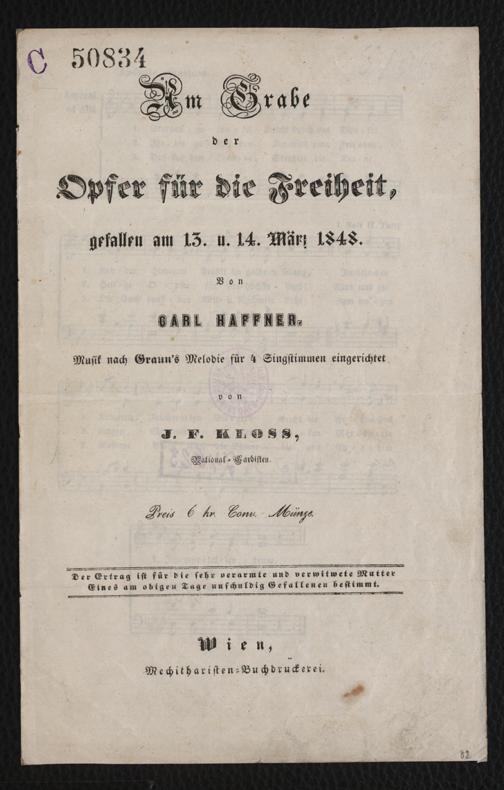 C 50834
Am Grabe
der
Opfer für die Freiheit,
gefallen am 13. u. 14. März 1848.
Von
CARL HAFFNER.
Musik nach Graun's Melodie für 4 Singstimmen eingerichtet
von
J. F. KLOSS,
National-Gardisten.
Preis 6 kr. Conv.-Münze.
Der Ertrag ist für die sehr verarmte und verwitwete Mutter
Eines am obigen Tage unschuldig Gefallenen bestimmt.
Wien,
Mechitharisten-Buchdruckerei.
82